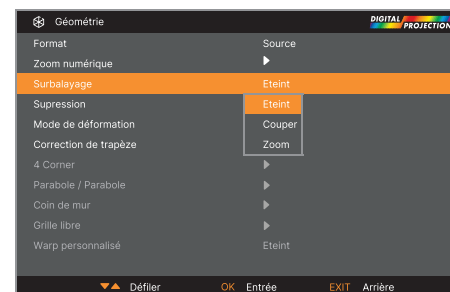 Géométrie
DIGITAL PROJECTION
Format Source
Zoom numérique
Surbalayage Eteint
Supression Eteint
Mode de déformation Couper
Correction de trapèze Zoom
4 Corner
Parabole / Parabole
Coin de mur
Grille libre
Warp personnalisé Eteint
Défiler OK Entrée EXIT Arrière